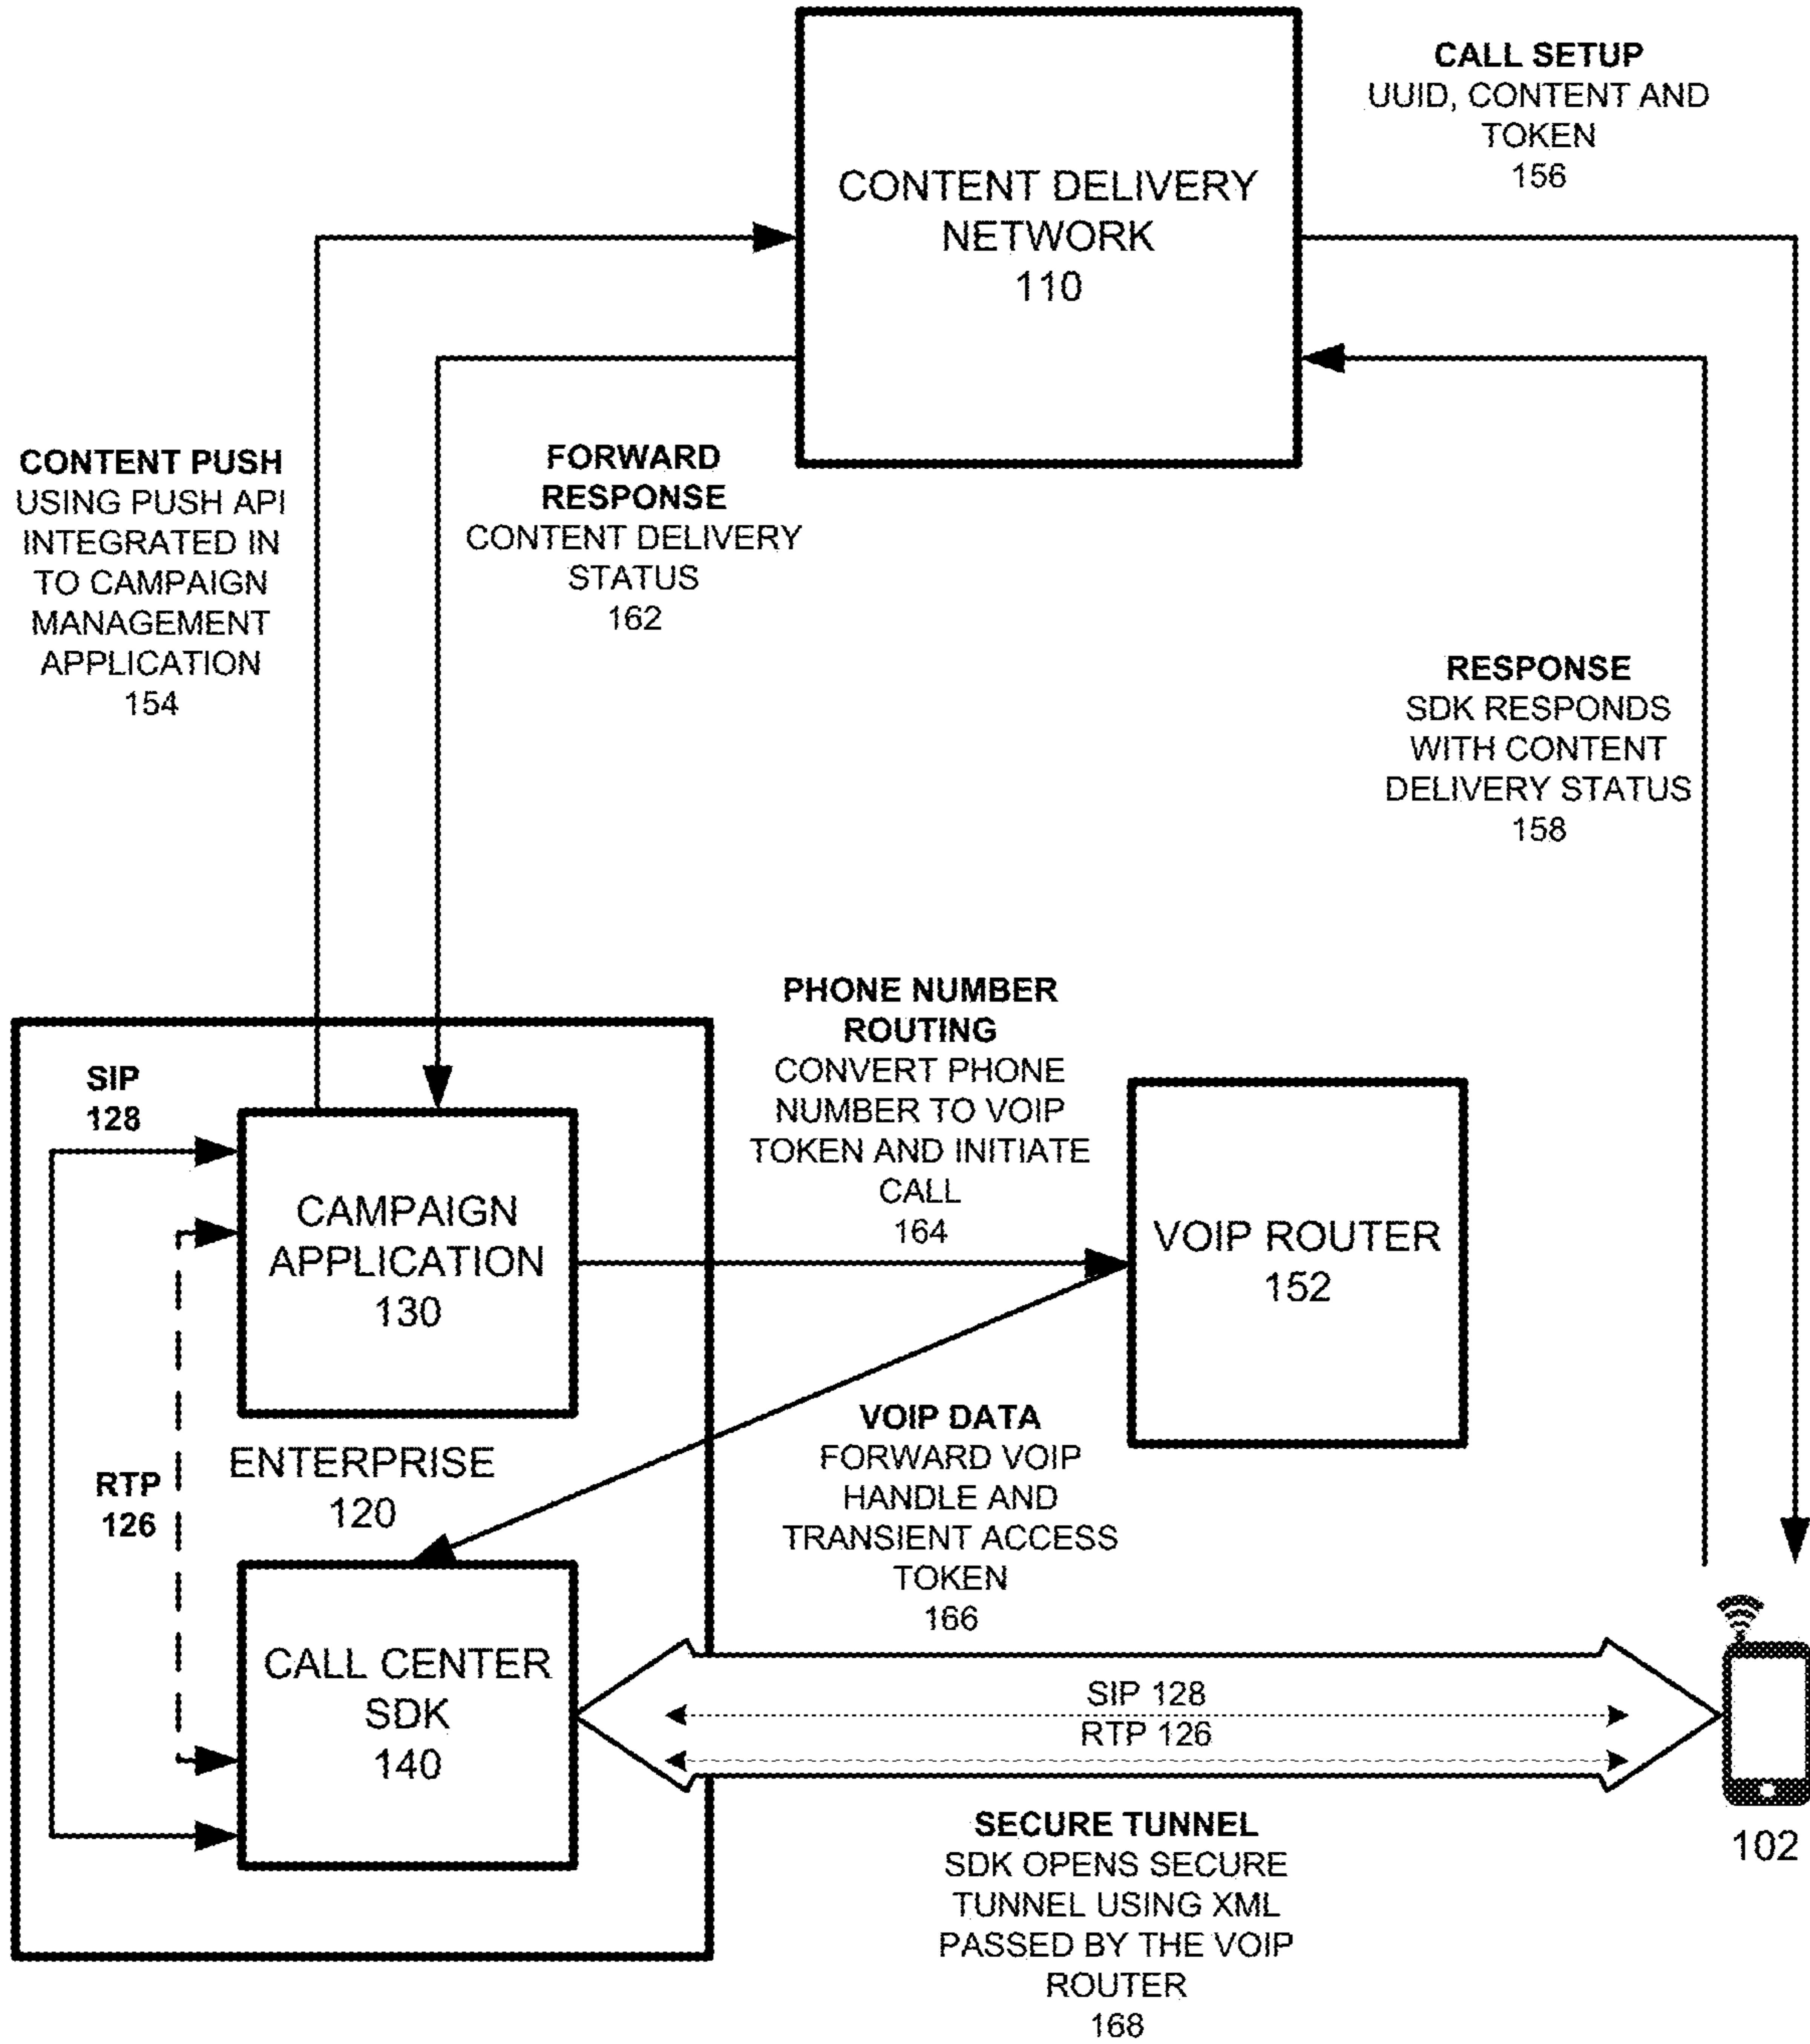 CALL SETUP
UUID, CONTENT AND
TOKEN
156
CONTENT DELIVERY
NETWORK
110
CONTENT PUSH
USING PUSH API
INTEGRATED IN
TO CAMPAIGN
MANAGEMENT
APPLICATION
154
FORWARD
RESPONSE
CONTENT DELIVERY
STATUS
162
RESPONSE
SDK RESPONDS
WITH CONTENT
DELIVERY STATUS
158
PHONE NUMBER
ROUTING
CONVERT PHONE
NUMBER TO VOIP
TOKEN AND INITIATE
CALL
164
SIP
128
CAMPAIGN
APPLICATION
130
VOIP ROUTER
152
ENTERPRISE
120
RTP
126
VOIP DATA
FORWARD VOIP
HANDLE AND
TRANSIENT ACCESS
TOKEN
166
CALL CENTER
SDK
140
SIP 128
RTP 126
102
SECURE TUNNEL
SDK OPENS SECURE
TUNNEL USING XML
PASSED BY THE VOIP
ROUTER
168